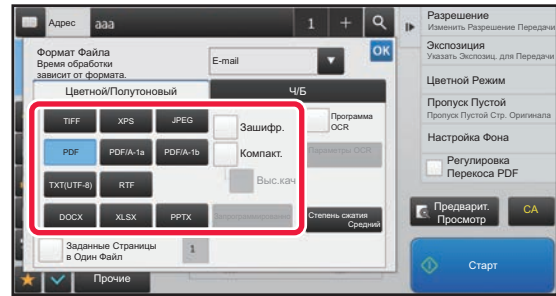 Адрес
aaa
1
Формат Файла
Время обработки
зависит от формата.
E-mail
OK
Цветной/Полутоновый
Ч/Б
TIFF
XPS
JPEG
Зашифр.
Программа
OCR
PDF
PDF/A-1a
PDF/A-1b
Компакт.
Параметры OCR
TXT(UTF-8)
RTF
Выс.кач
DOCX
XLSX
PPTX
Степень сжатия
Средний
Заданные Страницы
в Один Файл
1
Прочие
Разрешение
Изменить Разрешение Передачи
Экспозиция
Указать Экспозиц. для Передачи
Цветной Режим
Пропуск Пустой
Пропуск Пустой Стр. Оригинала
Настройка Фона
Регулировка
Перекоса PDF
Предварит.
Просмотр
CA
Старт